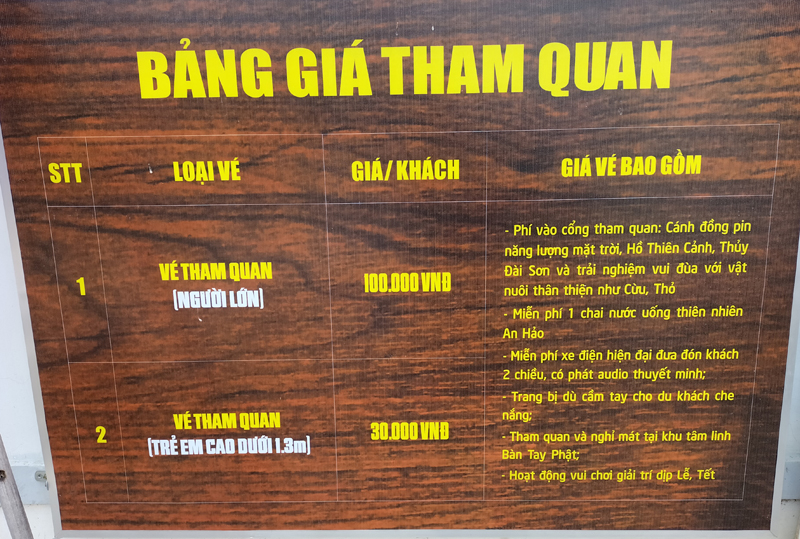 BẢNG GIÁ THAM QUAN
STT
LOẠI VÉ
GIÁ/ KHÁCH
GIÁ VÉ BAO GỒM
1
VÉ THAM QUAN
(NGƯỜI LỚN)
100.000 VNĐ
2
VÉ THAM QUAN
(TRẺ EM CAO DƯỚI 1.3m)
30.000 VNĐ
- Phí vào cổng tham quan: Cánh đồng pin
năng lượng mặt trời, Hồ Thiên Cảnh, Thúy
Đài Sơn và trải nghiệm vui đùa với vật
nuôi thân thiện như Cừu, Thỏ
- Miễn phí 1 chai nước uống thiên nhiên
An Hảo
- Miễn phí xe điện hiện đại đưa đón khách
2 chiều, có phát audio thuyết minh;
- Trang bị dù cầm tay cho du khách che
nắng;
- Tham quan và nghỉ mát tại khu tâm linh
Bàn Tay Phật;
- Hoạt động vui chơi giải trí dịp Lễ, Tết